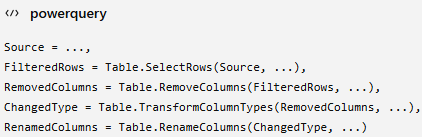 </> powerquery
Source = ...,
FilteredRows = Table.SelectRows(Source, ...),
RemovedColumns = Table.RemoveColumns(FilteredRows, ...),
ChangedType = Table.TransformColumnTypes(RemovedColumns, ...),
RenamedColumns = Table.RenameColumns(ChangedType, ...)